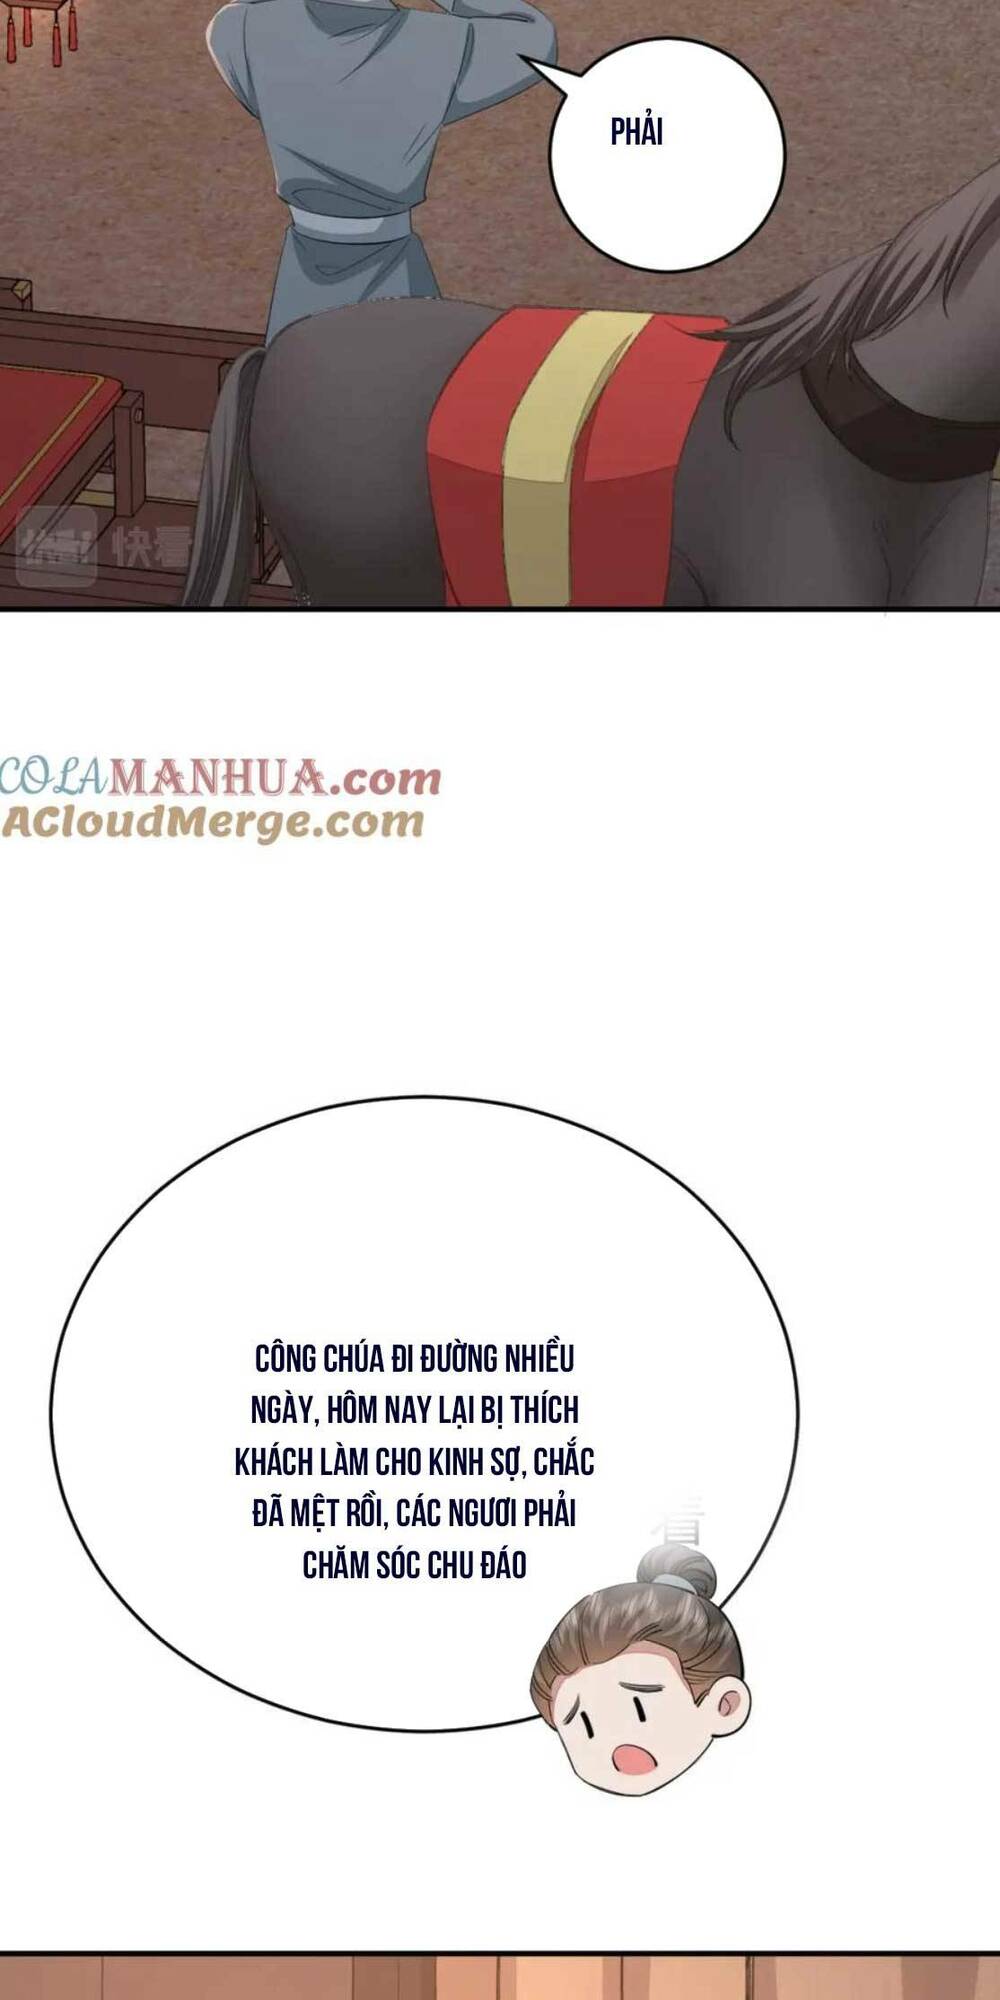 PHẢI
快看
COLAMANHUA.com
ACloudMerge.com
CÔNG CHÚA ĐI ĐƯỜNG NHIỀU
NGÀY, HÔM NAY LẠI BỊ THÍCH
KHÁCH LÀM CHO KINH SỢ, CHẮC
ĐÃ MỆT RỒI, CÁC NGƯƠI PHẢI
CHĂM SÓC CHU ĐÁO
看